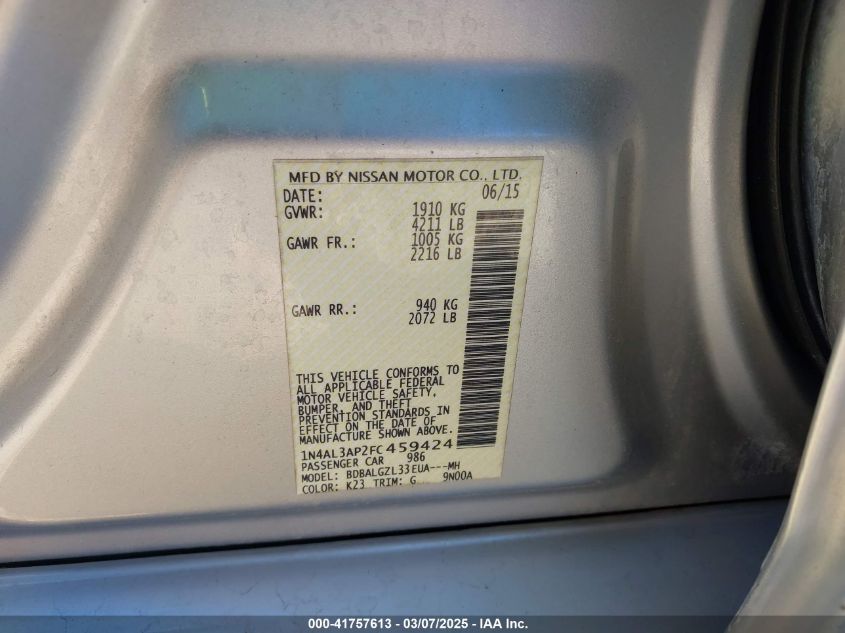 MFD BY NISSAN MOTOR CO., LTD.
DATE: 06/15
GVWR: 1910 KG
4211 LB
GAWR FR.: 1005 KG
2216 LB
GAWR RR.: 940 KG
2072 LB
THIS VEHICLE CONFORMS TO
ALL APPLICABLE FEDERAL
MOTOR VEHICLE SAFETY,
BUMPER, AND THEFT
PREVENTION STANDARDS IN
EFFECT ON THE DATE OF
MANUFACTURE SHOWN ABOVE.
1N4AL3AP2FC459424
PASSENGER CAR 986
MODEL: BDBALGZL33EUA---MH
COLOR: K23 TRIM: G 9N00A
000-41757613 - 03/07/2025 - IAA Inc.